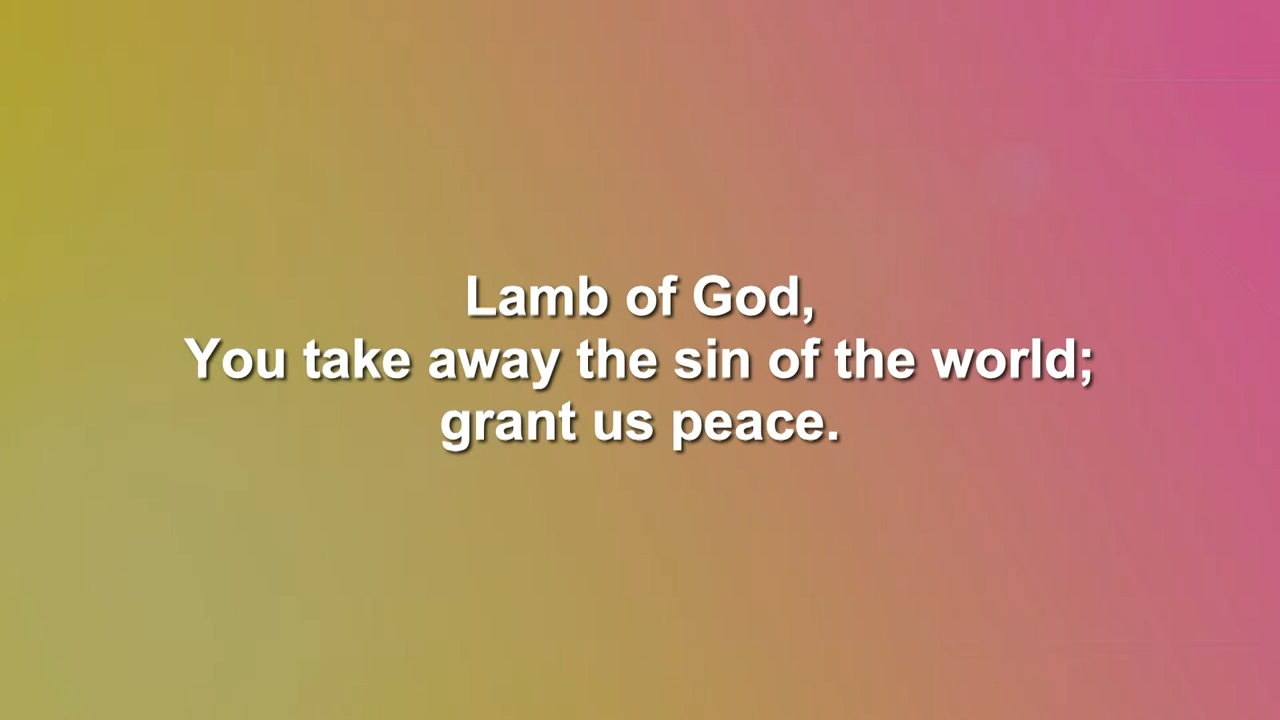 Lamb of God,
You take away the sin of the world;
grant us peace.